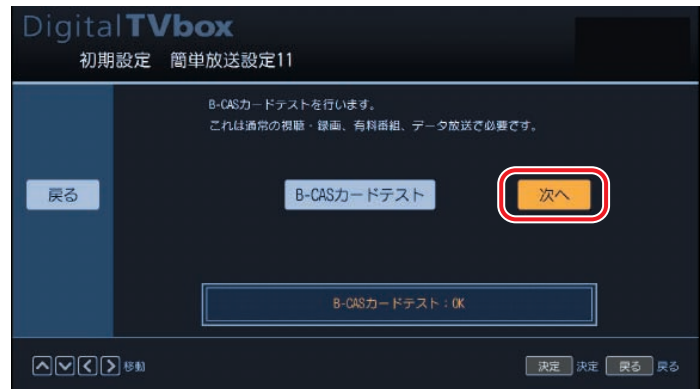 DigitalTVbox
初期設定 簡単放送設定11
B-CASカードテストを行います。
これは通常の視聴・録画、有料番組、データ放送で必要です。
戻る
B-CASカードテスト
次へ
B-CASカードテスト：OK
移動
決定 決定 戻る 戻る